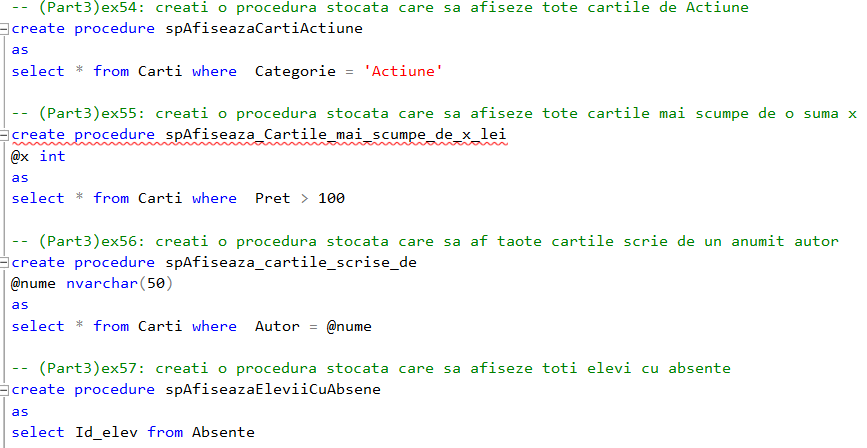 -- (Part3)ex54: creati o procedura stocata care sa afiseze tote cartile de Actiune
create procedure spAfiseazaCartiActiune
as
select * from Carti where  Categorie = 'Actiune'
-- (Part3)ex55: creati o procedura stocata care sa afiseze tote cartile mai scumpe de o suma x
create procedure spAfiseaza_Cartile_mai_scumpe_de_x_lei
@x int
as
select * from Carti where  Pret > 100
-- (Part3)ex56: creati o procedura stocata care sa af taote cartile scrie de un anumit autor
create procedure spAfiseaza_cartile_scrise_de
@nume nvarchar(50)
as
select * from Carti where  Autor = @nume
-- (Part3)ex57: creati o procedura stocata care sa afiseze toti elevi cu absente
create procedure spAfiseazaEleviiCuAbsene
as
select Id_elev from Absente